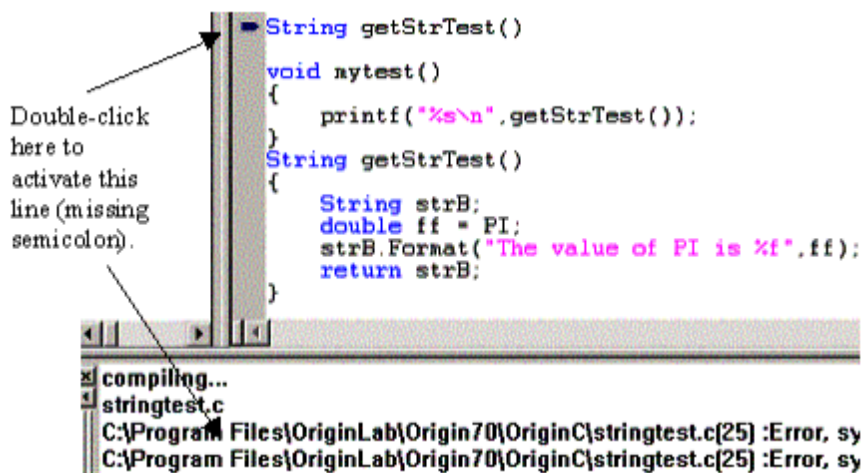 String getStrTest()
void mytest()
{
printf("%s\n",getStrTest());
}
String getStrTest()
{
String strB;
double ff = PI;
strB.Format("The value of PI is %f",ff);
return strB;
}
Double-click
here to
activate this
line (missing
semicolon).
compiling...
stringtest.c
C:\Program Files\OriginLab\Origin70\OriginC\stringtest.c(25) :Error, sy
C:\Program Files\OriginLab\Origin70\OriginC\stringtest.c(25) :Error, sy